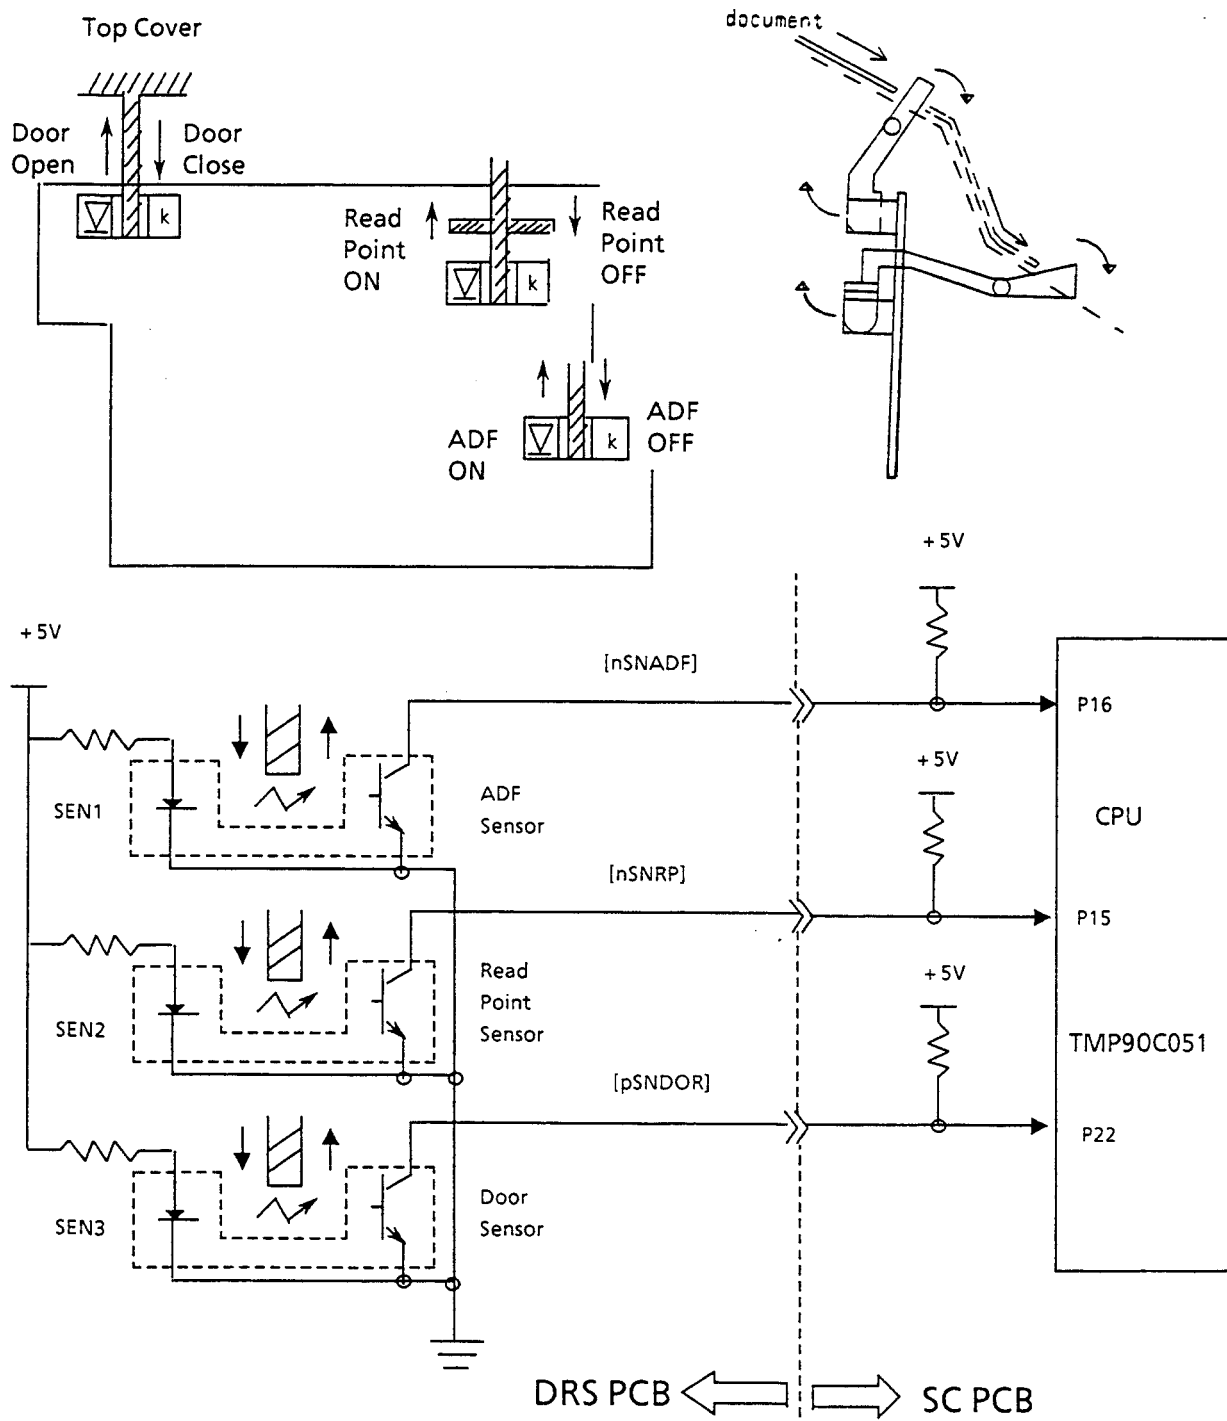 document
Top Cover
Door
Open
Door
Close
k
Read
Point
ON
Read
Point
OFF
k
ADF
ON
ADF
OFF
k
+5V
+5V
[nSNADF]
P16
SEN1
ADF
Sensor
+5V
CPU
[nSNRP]
P15
SEN2
Read
Point
Sensor
+5V
TMP90C051
[pSNDOR]
P22
SEN3
Door
Sensor
DRS PCB
SC PCB